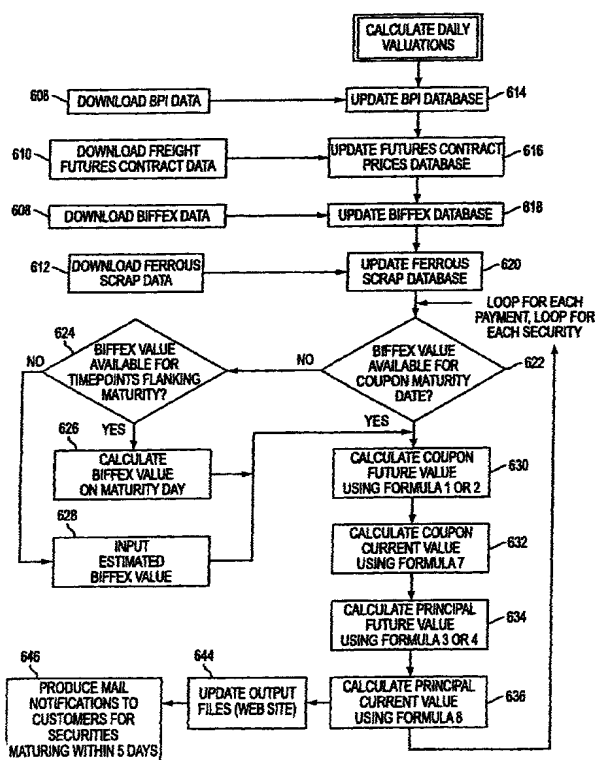 CALCULATE DAILY
VALUATIONS
608
DOWNLOAD BPI DATA
UPDATE BPI DATABASE
614
610
DOWNLOAD FREIGHT
FUTURES CONTRACT DATA
UPDATE FUTURES CONTRACT
PRICES DATABASE
616
608
DOWNLOAD BIFFEX DATA
UPDATE BIFFEX DATABASE
618
612
DOWNLOAD FERROUS
SCRAP DATA
UPDATE FERROUS
SCRAP DATABASE
620
LOOP FOR EACH
PAYMENT, LOOP FOR
EACH SECURITY
624
NO
BIFFEX VALUE
AVAILABLE FOR
TIMEPOINTS FLANKING
MATURITY?
NO
BIFFEX VALUE
AVAILABLE FOR
COUPON MATURITY
DATE?
622
YES
YES
626
CALCULATE
BIFFEX VALUE
ON MATURITY DAY
CALCULATE COUPON
FUTURE VALUE
USING FORMULA 1 OR 2
630
628
INPUT
ESTIMATED
BIFFEX VALUE
CALCULATE COUPON
CURRENT VALUE
USING FORMULA 7
632
CALCULATE PRINCIPAL
FUTURE VALUE
USING FORMULA 3 OR 4
634
646
PRODUCE MAIL
NOTIFICATIONS TO
CUSTOMERS FOR
SECURITIES
MATURING WITHIN 5 DAYS
644
UPDATE OUTPUT
FILES (WEB SITE)
CALCULATE PRINCIPAL
CURRENT VALUE
USING FORMULA 8
636